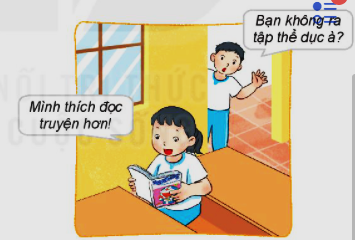 Bạn không ra
tập thể dục à?
Mình thích đọc
truyện hơn!